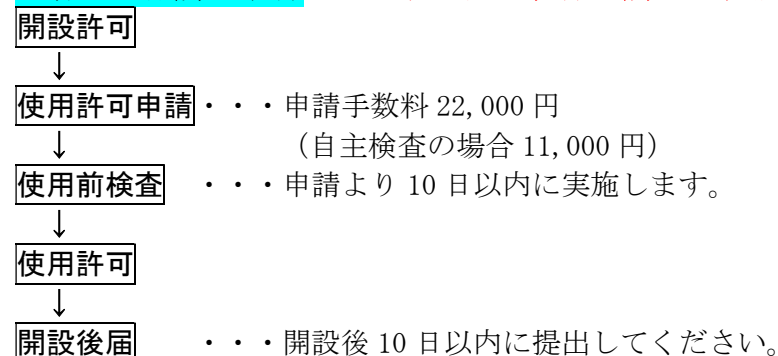 開設許可
↓
使用許可申請・・・申請手数料 22,000 円
↓ （自主検査の場合 11,000 円）
使用前検査 ・・・申請より 10 日以内に実施します。
↓
使用許可
↓
開設後届 ・・・開設後 10 日以内に提出してください。